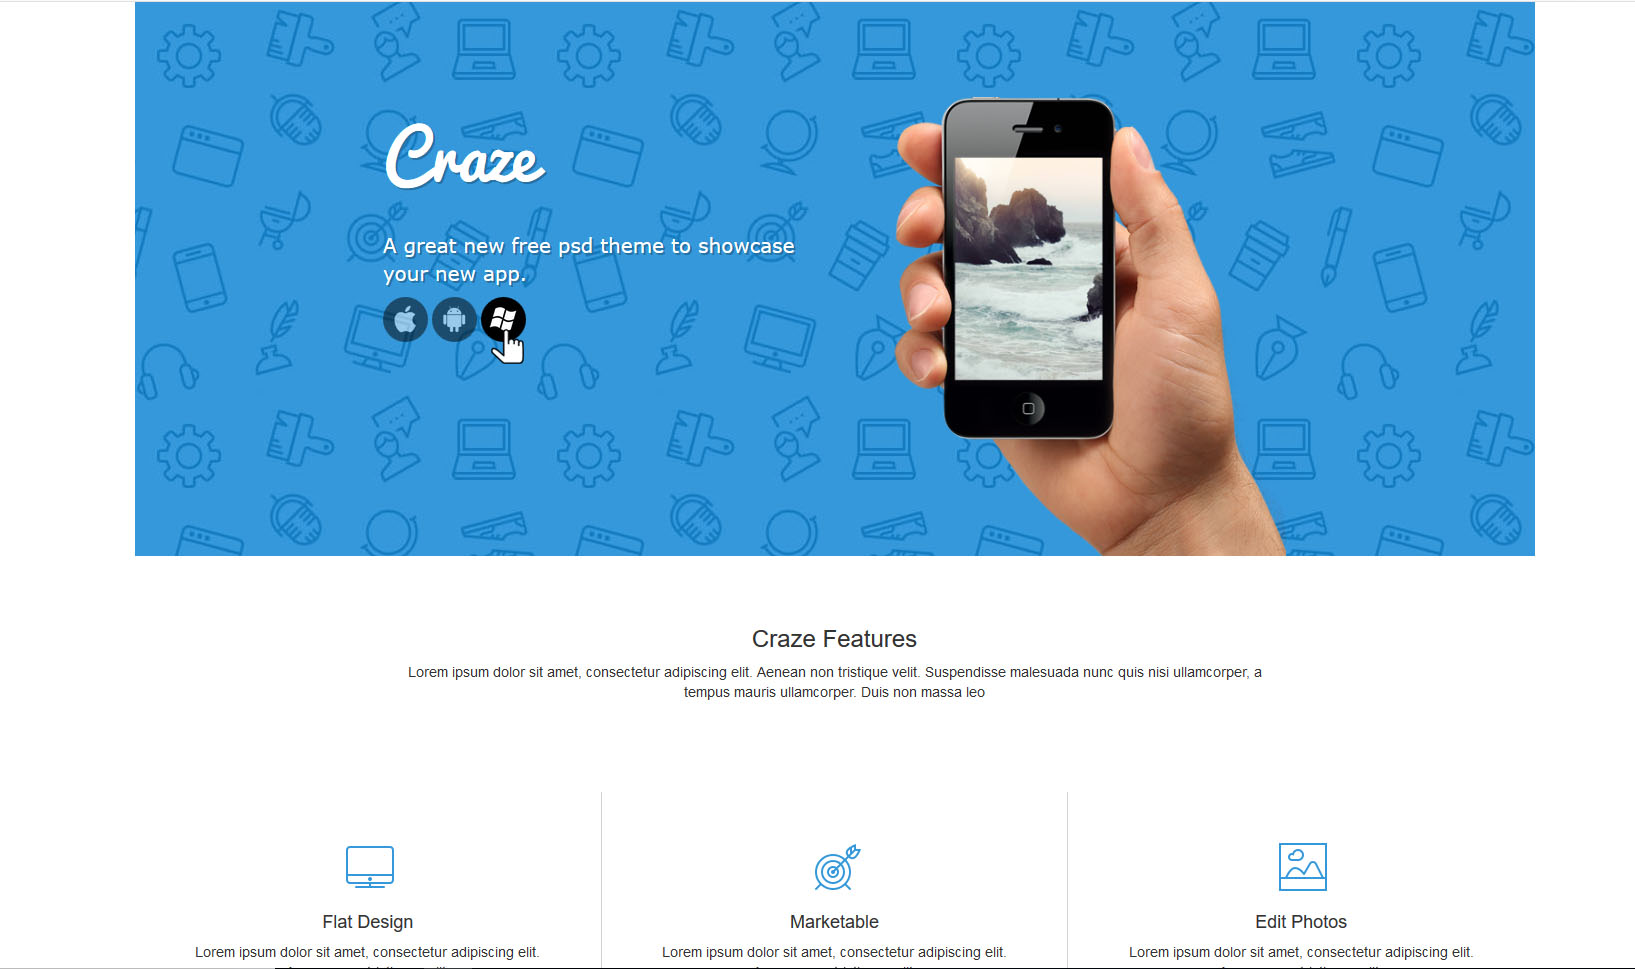 Craze
A great new free psd theme to showcase
your new app.
Craze Features
Lorem ipsum dolor sit amet, consectetur adipiscing elit. Aenean non tristique velit. Suspendisse malesuada nunc quis nisi ullamcorper, a
tempus mauris ullamcorper. Duis non massa leo
Flat Design
Lorem ipsum dolor sit amet, consectetur adipiscing elit.
Marketable
Lorem ipsum dolor sit amet, consectetur adipiscing elit.
Edit Photos
Lorem ipsum dolor sit amet, consectetur adipiscing elit.